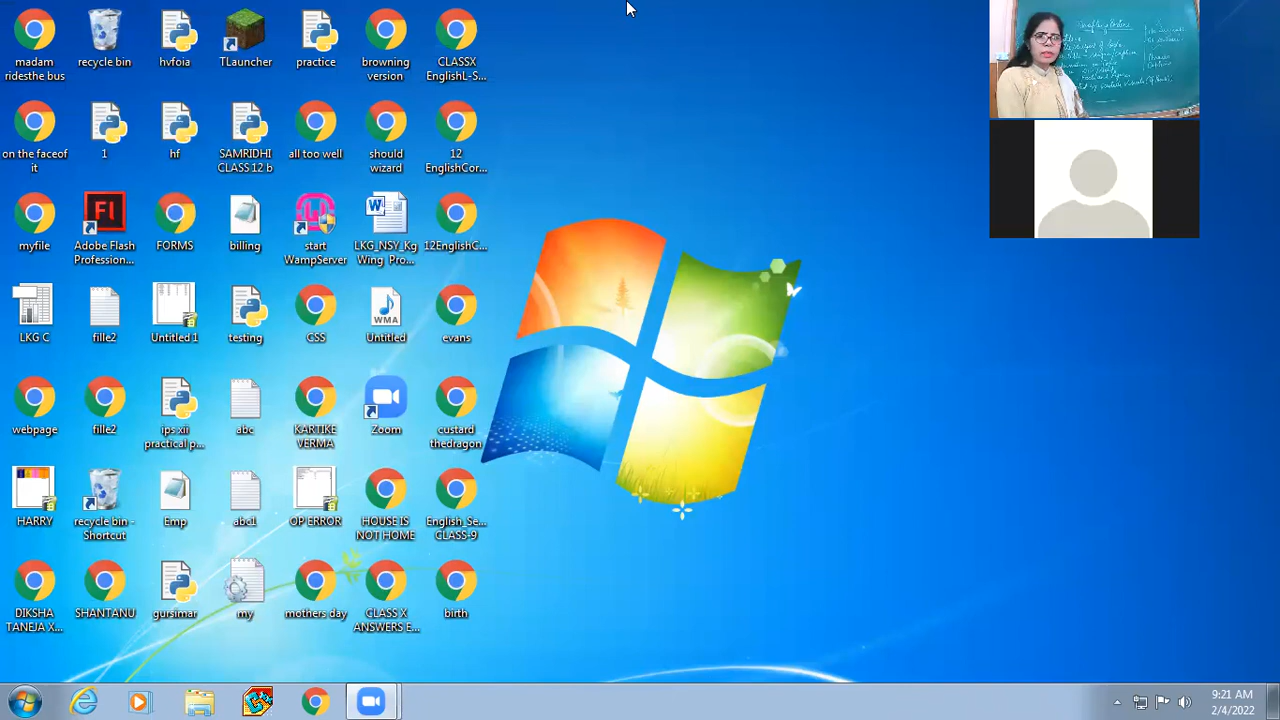 madam
ridesthe bus
recycle bin
hvfoia
TLauncher
practice
browning
version
CLASSX
EnglishL-S...
on the faceof
it
1
hf
SAMRIDHI
CLASS 12 b
all too well
should
wizard
12
EnglishCor...
myfile
Adobe Flash
Profession...
FORMS
billing
start
WampServer
LKG_NSY_Kg
Wing_Pro...
12EnglishC...
LKG C
fille2
Untitled 1
testing
CSS
WMA
Untitled
evans
webpage
fille2
ips xii
practical p...
abc
KARTIKE
VERMA
Zoom
custard
thedragon
HARRY
recycle bin -
Shortcut
Emp
abc1
OP ERROR
HOUSE IS
NOT HOME
English_Se...
CLASS-9
DIKSHA
TANEJA X...
SHANTANU
gursimar
my
mothers day
CLASS X
ANSWERS E...
birth
9:21 AM
2/4/2022